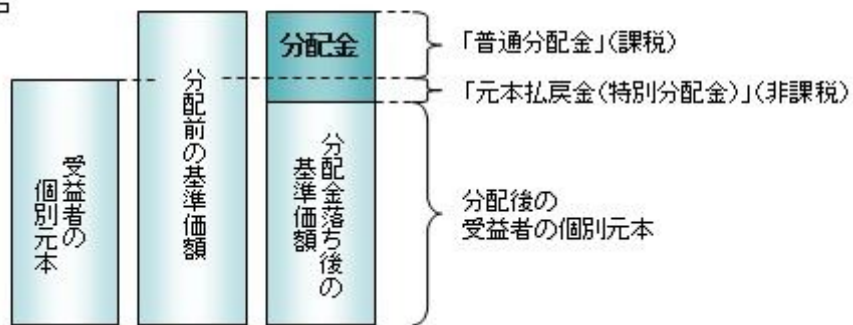 受益者の
個別元本
分配前の基準価額
分配金
分配金落ち後の
基準価額
「普通分配金」(課税)
「元本払戻金(特別分配金)」(非課税)
分配後の
受益者の個別元本